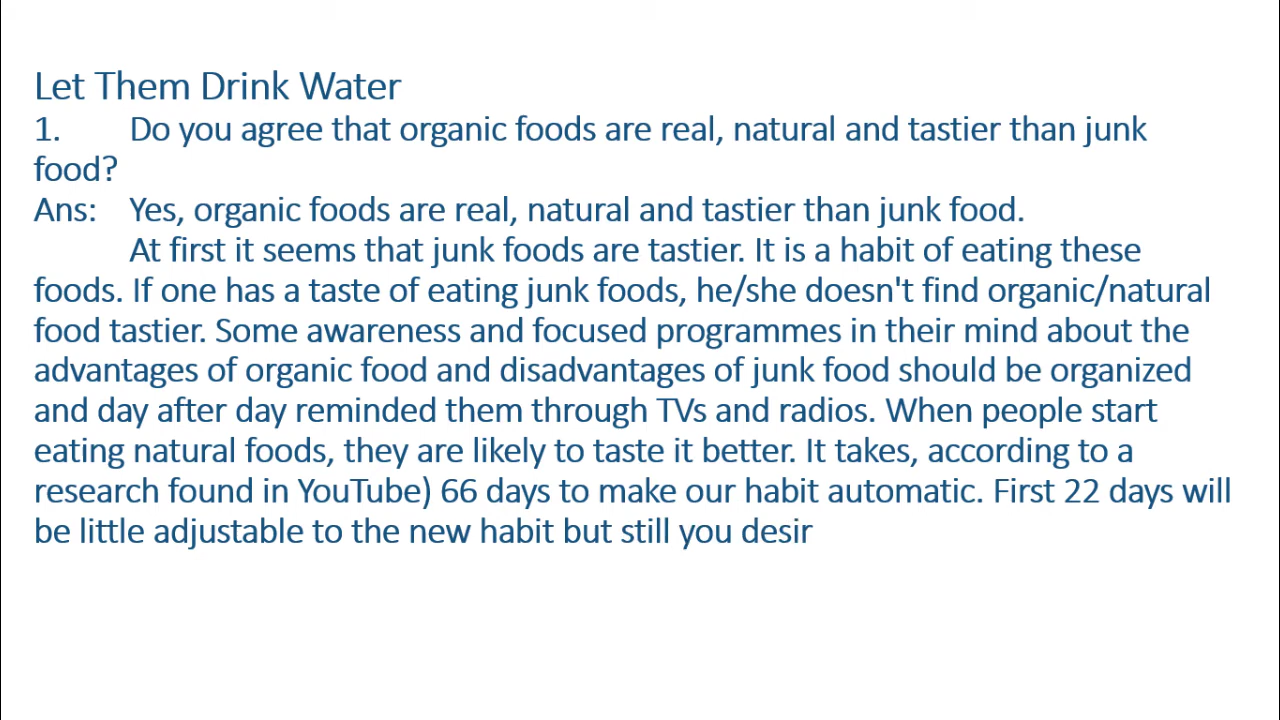 Let Them Drink Water
1. Do you agree that organic foods are real, natural and tastier than junk
food?
Ans: Yes, organic foods are real, natural and tastier than junk food.
At first it seems that junk foods are tastier. It is a habit of eating these
foods. If one has a taste of eating junk foods, he/she doesn't find organic/natural
food tastier. Some awareness and focused programmes in their mind about the
advantages of organic food and disadvantages of junk food should be organized
and day after day reminded them through TVs and radios. When people start
eating natural foods, they are likely to taste it better. It takes, according to a
research found in YouTube) 66 days to make our habit automatic. First 22 days will
be little adjustable to the new habit but still you desir